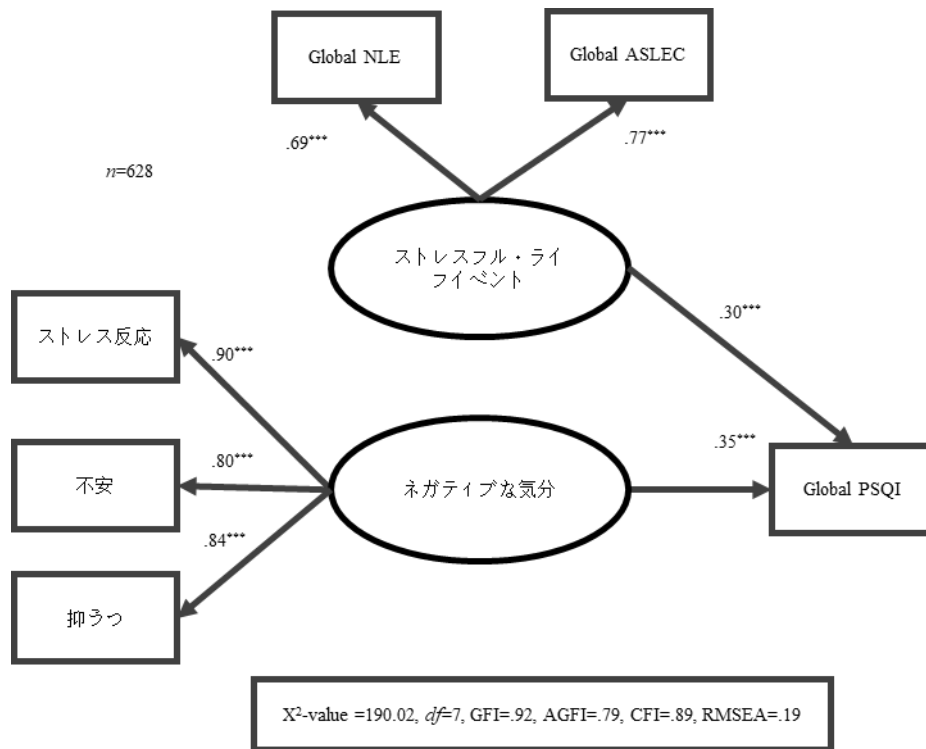 Global NLE
Global ASLEC
.69***
.77***
n=628
ストレスフル・ライ
フイベント
ストレス反応
.90***
.30***
不安
.80***
ネガティブな気分
.35***
Global PSQI
.84***
抑うつ
X²-value =190.02, df=7, GFI=.92, AGFI=.79, CFI=.89, RMSEA=.19